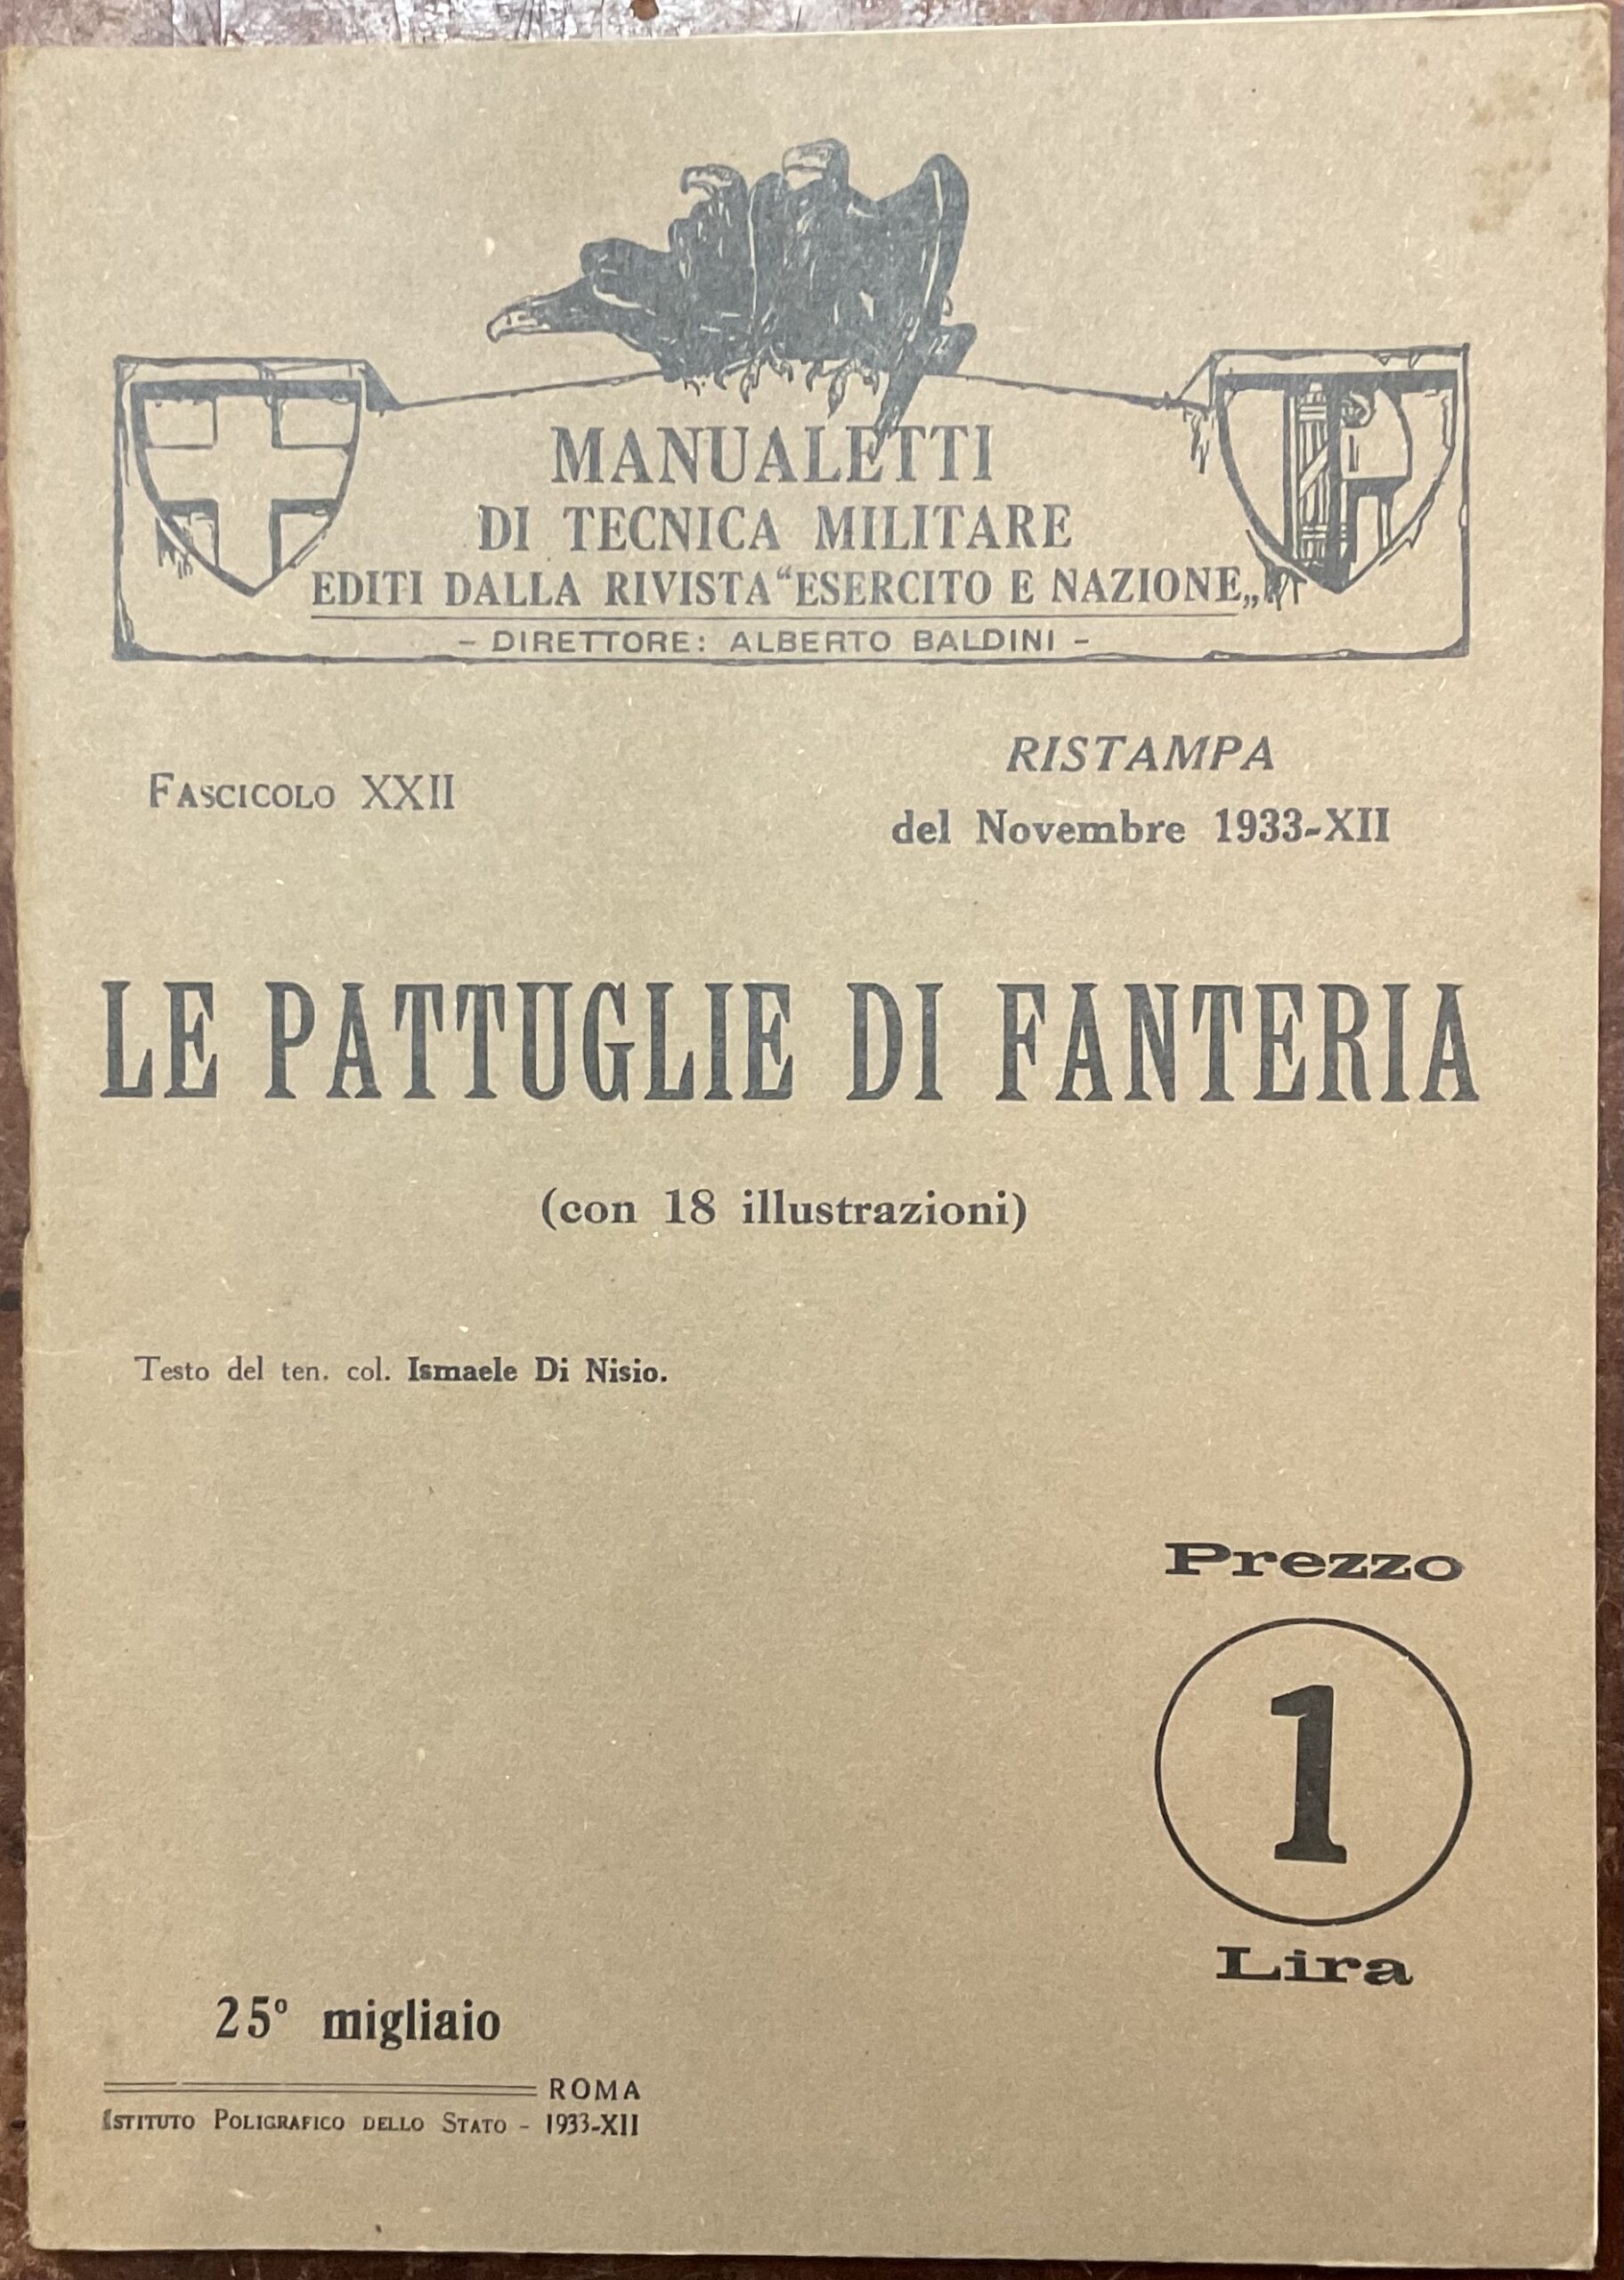 MANUALETTI
DI TECNICA MILITARE
EDITI DALLA RIVISTA “ESERCITO E NAZIONE„
- DIRETTORE: ALBERTO BALDINI -
FASCICOLO XXII
RISTAMPA
del Novembre 1933-XII
LE PATTUGLIE DI FANTERIA
(con 18 illustrazioni)
Testo del ten. col. Ismaele Di Nisio.
Prezzo
1
Lira
25º migliaio
ROMA
ISTITUTO POLIGRAFICO DELLO STATO - 1933-XII